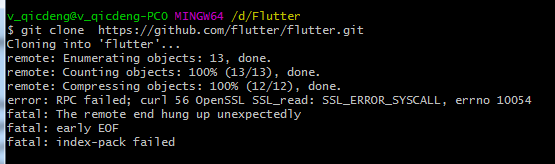 v_qicdeng@v_qicdeng-PC0 MINGW64 /d/Flutter
$ git clone  https://github.com/flutter/flutter.git
Cloning into 'flutter'...
remote: Enumerating objects: 13, done.
remote: Counting objects: 100% (13/13), done.
remote: Compressing objects: 100% (12/12), done.
error: RPC failed; curl 56 OpenSSL SSL_read: SSL_ERROR_SYSCALL, errno 10054
fatal: The remote end hung up unexpectedly
fatal: early EOF
fatal: index-pack failed